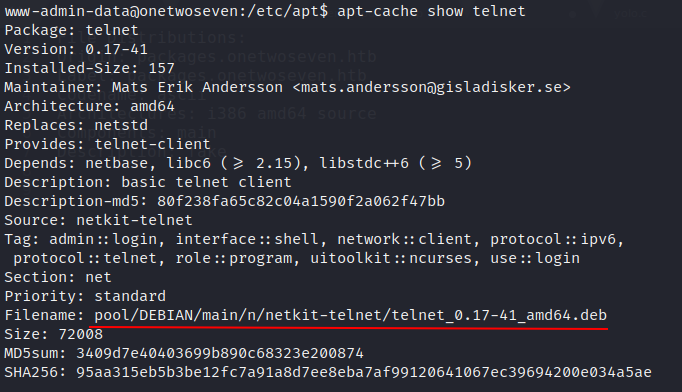 www-admin-data@onetwoseven:/etc/apt$ apt-cache show telnet
Package: telnet
Version: 0.17-41
Installed-Size: 157
Maintainer: Mats Erik Andersson <mats.andersson@gisladisker.se>
Architecture: amd64
Replaces: netstd
Provides: telnet-client
Depends: netbase, libc6 (>= 2.15), libstdc++6 (>= 5)
Description: basic telnet client
Description-md5: 80f238fa65c82c04a1590f2a062f47bb
Source: netkit-telnet
Tag: admin::login, interface::shell, network::client, protocol::ipv6,
protocol::telnet, role::program, uitoolkit::ncurses, use::login
Section: net
Priority: standard
Filename: pool/DEBIAN/main/n/netkit-telnet/telnet_0.17-41_amd64.deb
Size: 72008
MD5sum: 3409d7e40403699b890c68323e200874
SHA256: 95aa315eb5b3be12fc7a91a8d7ee8eba7af99120641067ec39694200e034a5ae